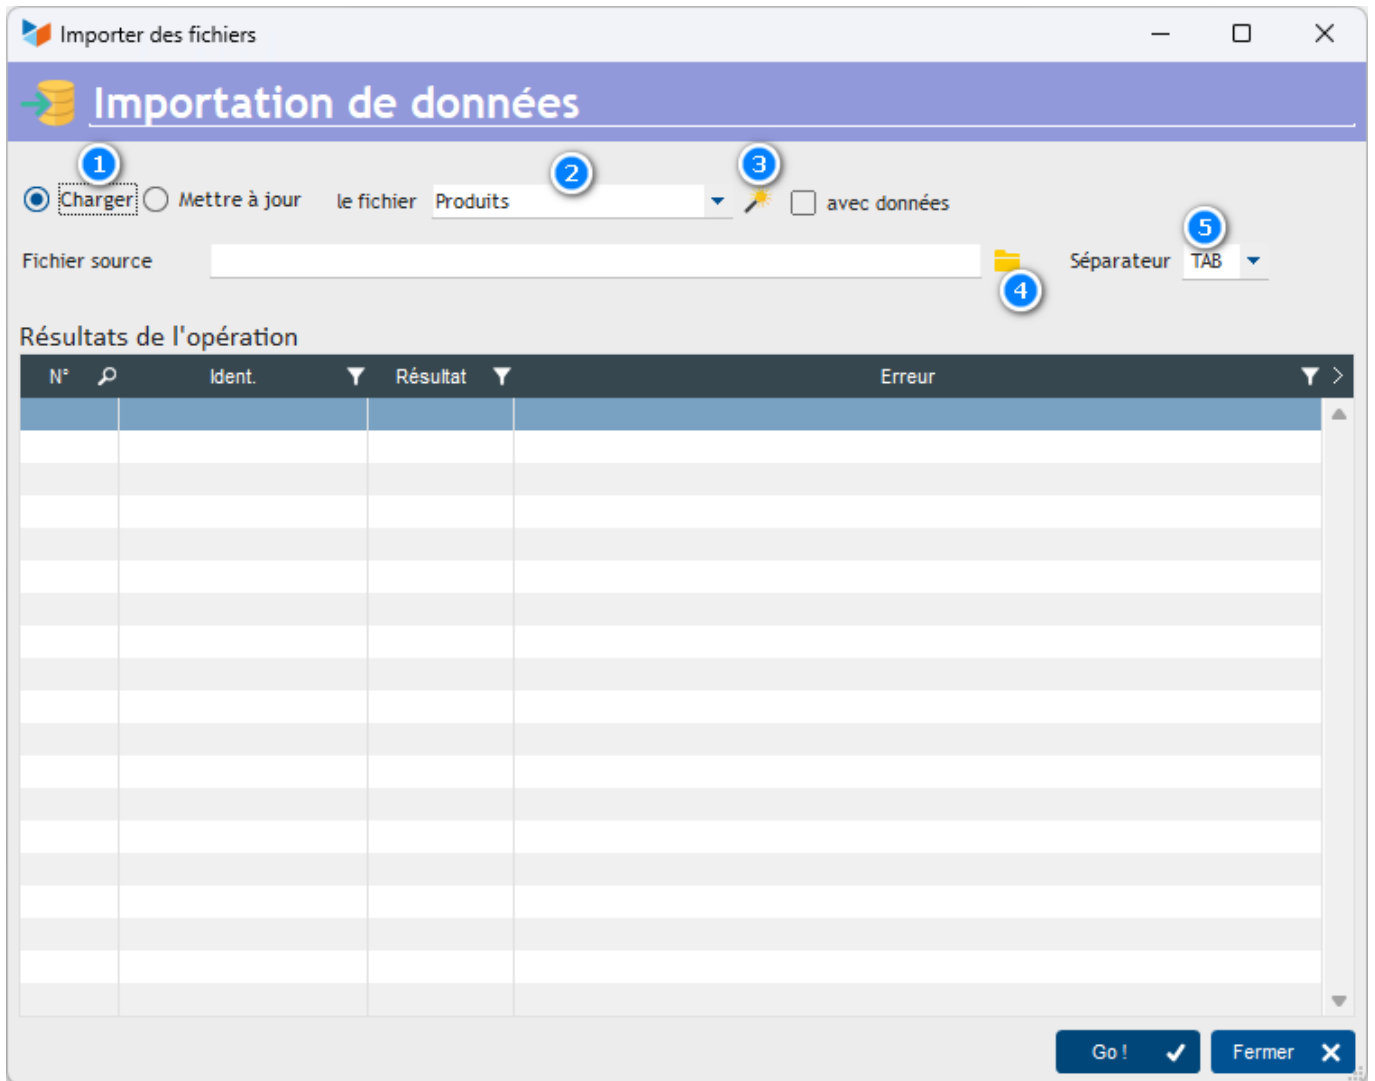 Importer des fichiers
Importation de données
1 2 3
Charger Mettre à jour le fichier Produits avec données
5
Fichier source Séparateur TAB
4
Résultats de l'opération
N° Ident. Résultat Erreur
Go ! Fermer